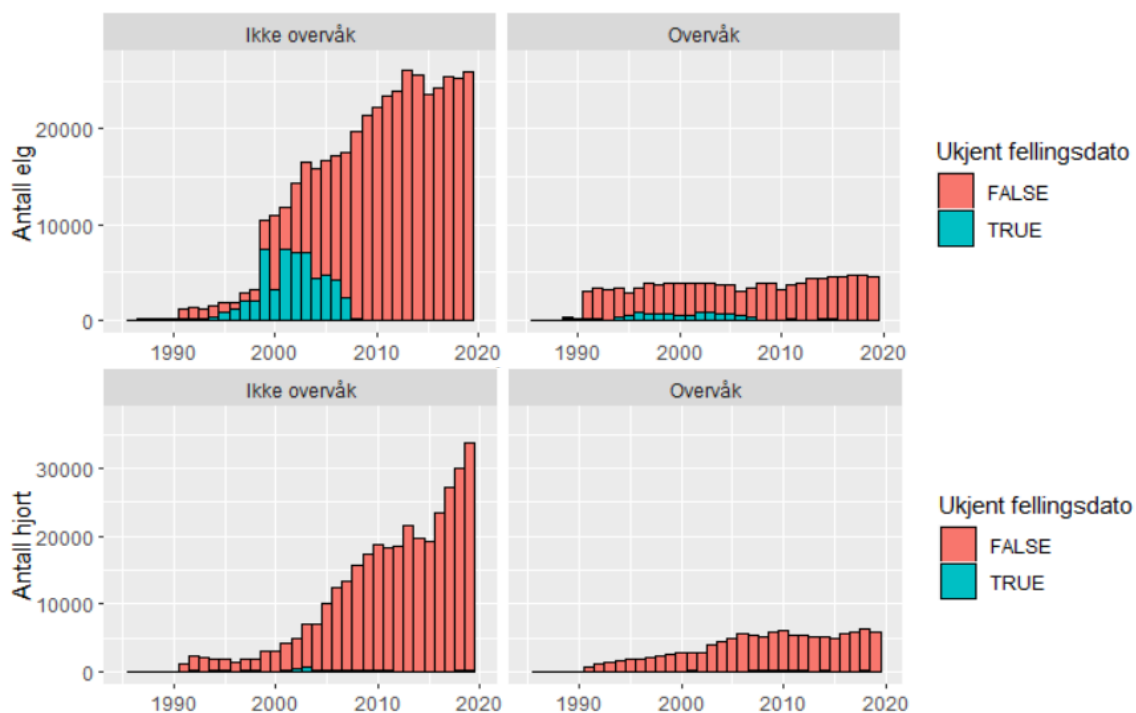 Ikke overvåk
Overvåk
Antall elg
20000
10000
0
1990
2000
2010
2020
1990
2000
2010
2020
Ukjent fellingsdato
FALSE
TRUE
Ikke overvåk
Overvåk
Antall hjort
30000
20000
10000
0
1990
2000
2010
2020
1990
2000
2010
2020
Ukjent fellingsdato
FALSE
TRUE